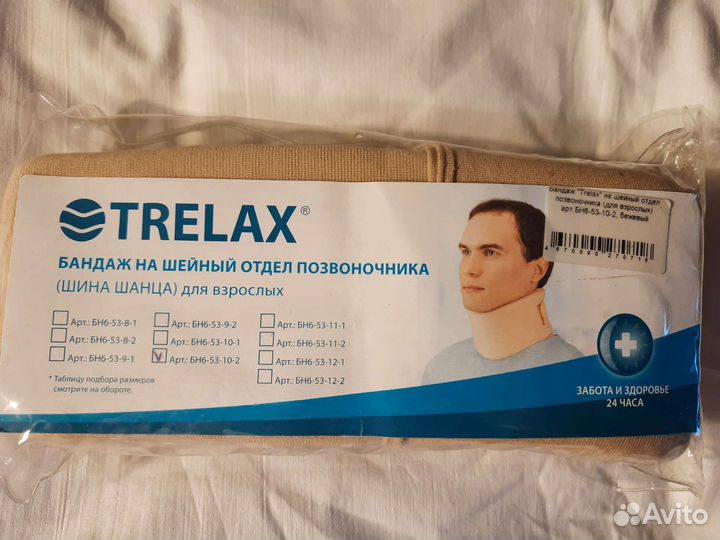 TRELAX®
БАНДАЖ НА ШЕЙНЫЙ ОТДЕЛ ПОЗВОНОЧНИКА
(ШИНА ШАНЦА) для взрослых
Арт.: БН6-53-8-1
Арт.: БН6-53-8-2
Арт.: БН6-53-9-1
Арт.: БН6-53-9-2
Арт.: БН6-53-10-1
Арт.: БН6-53-10-2
Арт.: БН6-53-11-1
Арт.: БН6-53-11-2
Арт.: БН6-53-12-1
Арт.: БН6-53-12-2
* Таблицу подбора размеров
смотрите на обороте.
Бандаж "Trelax" на шейный отдел
позвоночника (для взрослых)
арт.БН6-53-10-2, бежевый
4870000270718
ЗАБОТА И ЗДОРОВЬЕ
24 ЧАСА
Avito